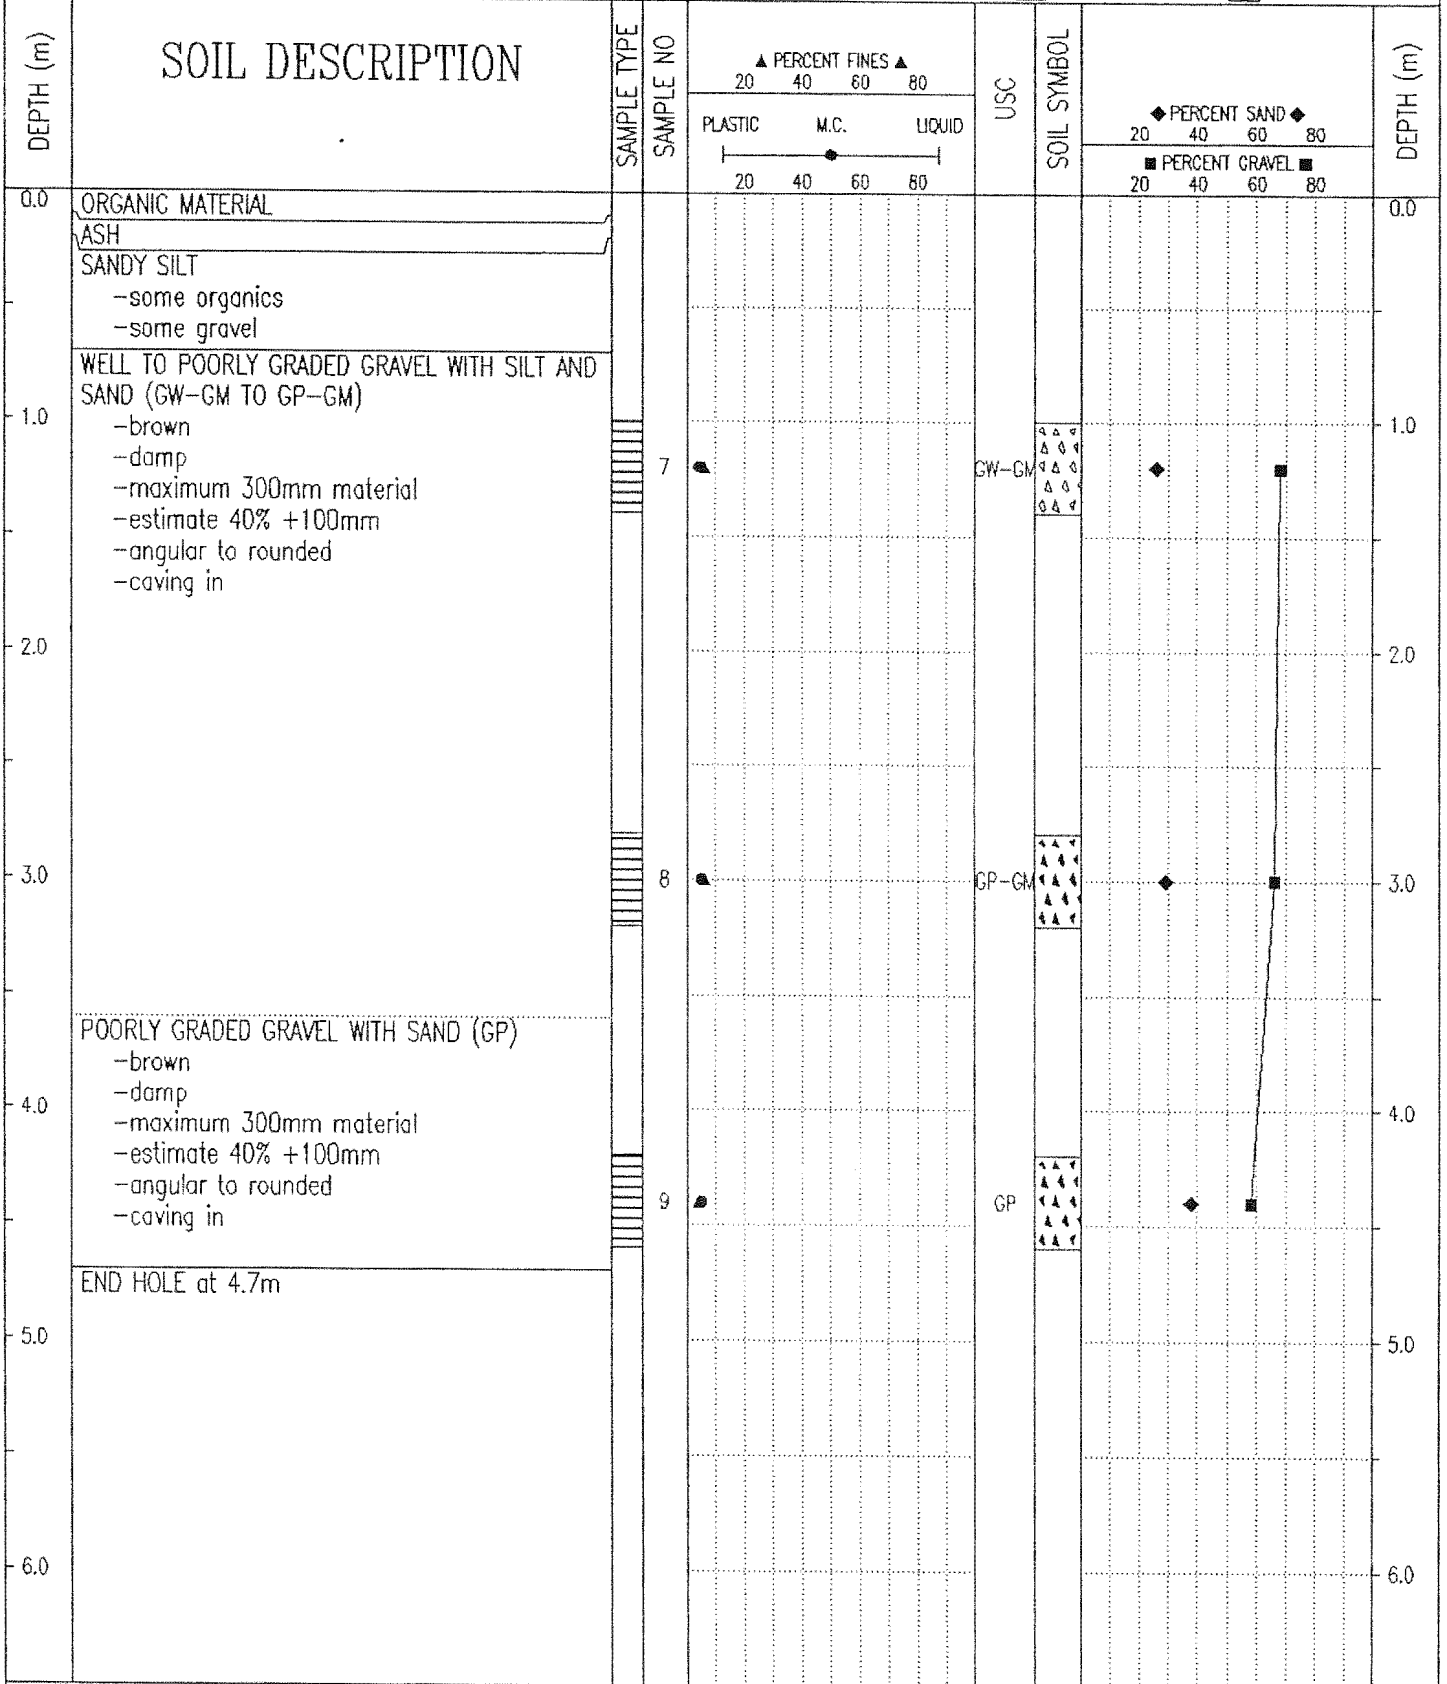 DEPTH (m)
SOIL DESCRIPTION
SAMPLE TYPE
SAMPLE NO
▲ PERCENT FINES ▲
20 40 60 80
PLASTIC M.C. LIQUID
20 40 60 80
USC
SOIL SYMBOL
◆ PERCENT SAND ◆
20 40 60 80
■ PERCENT GRAVEL ■
20 40 60 80
DEPTH (m)
0.0
ORGANIC MATERIAL
0.0
ASH
SANDY SILT
-some organics
-some gravel
WELL TO POORLY GRADED GRAVEL WITH SILT AND
SAND (GW-GM TO GP-GM)
1.0
-brown
1.0
-damp
7
GW-GM
-maximum 300mm material
-estimate 40% +100mm
-angular to rounded
-caving in
2.0
2.0
3.0
8
GP-GM
3.0
POORLY GRADED GRAVEL WITH SAND (GP)
-brown
-damp
4.0
4.0
-maximum 300mm material
-estimate 40% +100mm
-angular to rounded
9
GP
-caving in
END HOLE at 4.7m
5.0
5.0
6.0
6.0